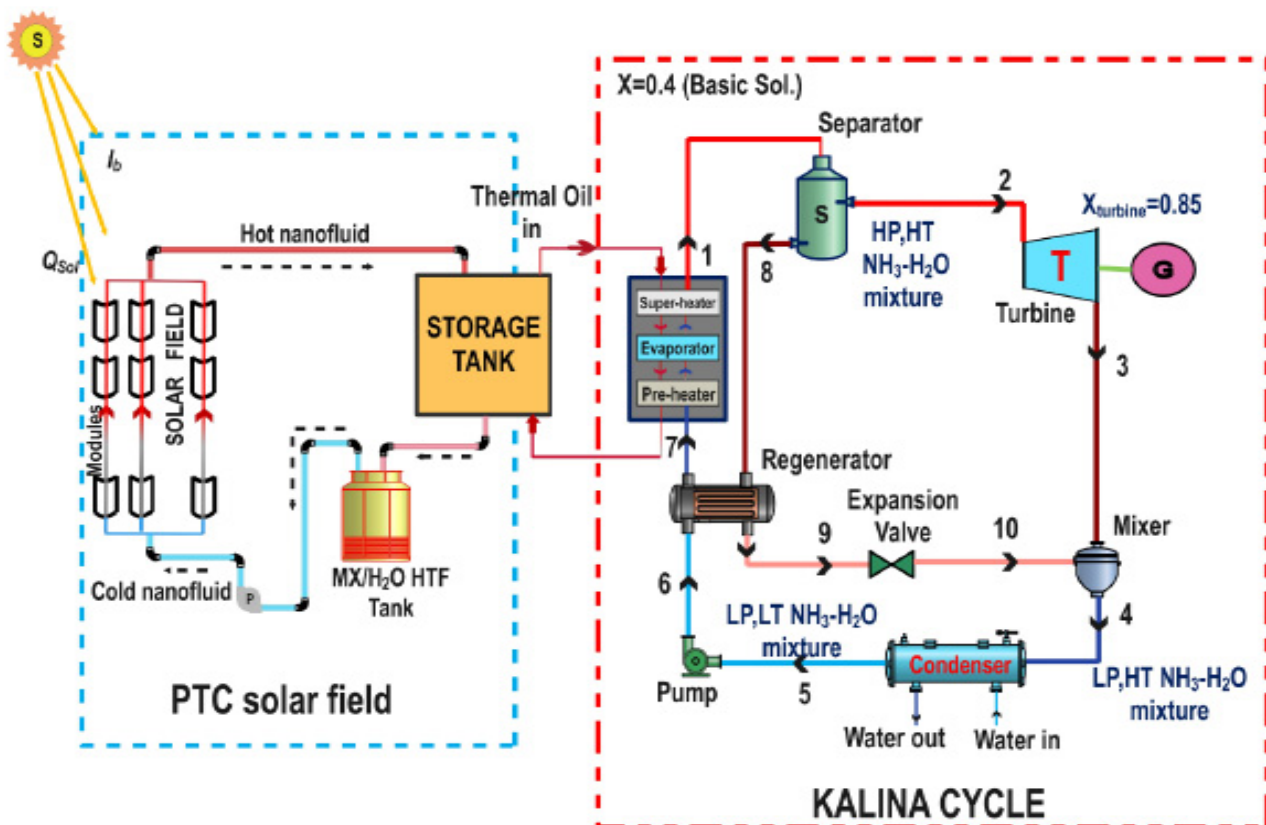 S
I_b
Q_Sol
Hot nanofluid
Modules
SOLAR FIELD
Cold nanofluid
P
MX/H₂O HTF
Tank
STORAGE
TANK
PTC solar field
Thermal Oil
in
X=0.4 (Basic Sol.)
Separator
S
1
2
8
HP,HT
NH₃-H₂O
mixture
X_turbine=0.85
T
G
Turbine
3
Super-heater
Evaporator
Pre-heater
7
Regenerator
Expansion
Valve
9
10
Mixer
6
LP,LT NH₃-H₂O
mixture
4
Condenser
Pump
5
LP,HT NH₃-H₂O
mixture
Water out
Water in
KALINA CYCLE